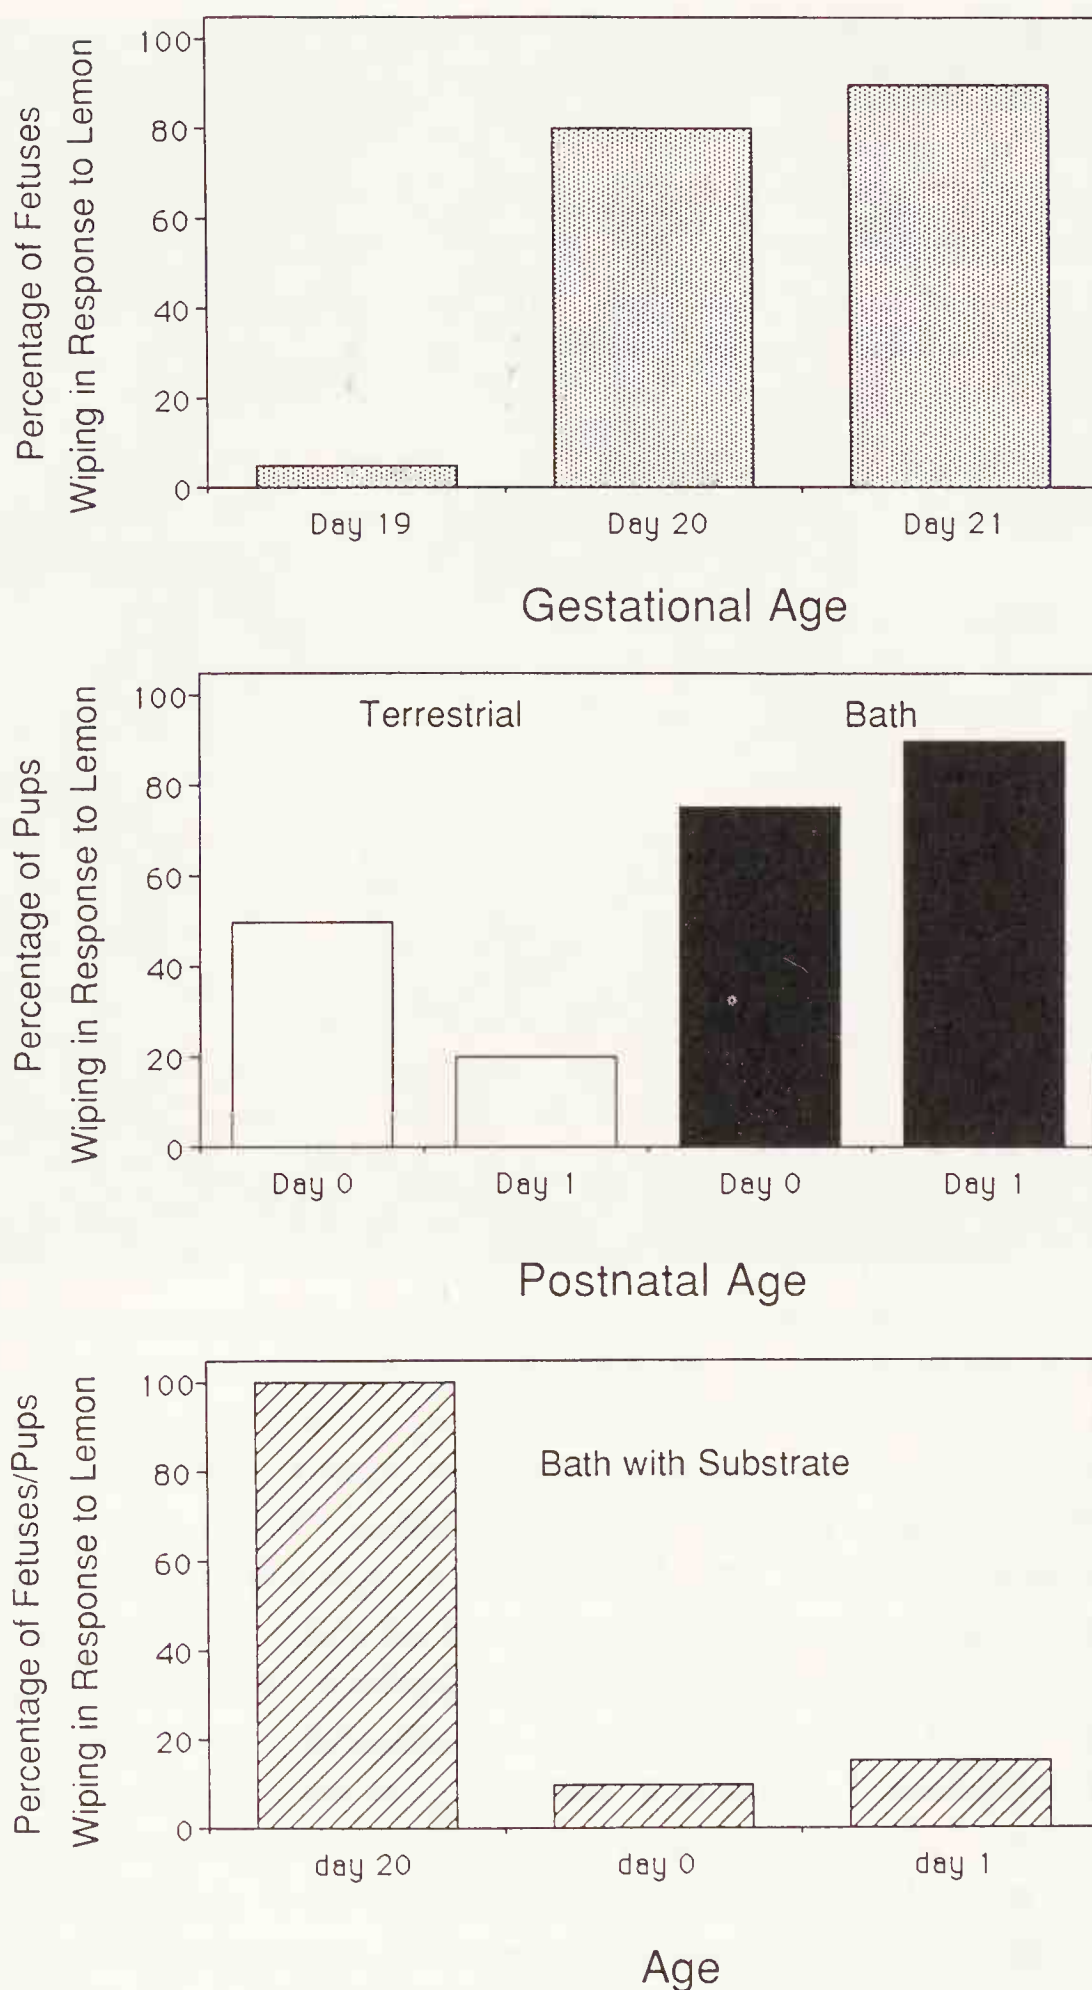 Percentage of Fetuses
Wiping in Response to Lemon
100
80
60
40
20
0
Day 19 Day 20 Day 21
Gestational Age
Percentage of Pups
Wiping in Response to Lemon
100
80
60
40
20
0
Terrestrial Bath
Day 0 Day 1 Day 0 Day 1
Postnatal Age
Percentage of Fetuses/Pups
Wiping in Response to Lemon
100
80
60
40
20
0
Bath with Substrate
day 20 day 0 day 1
Age